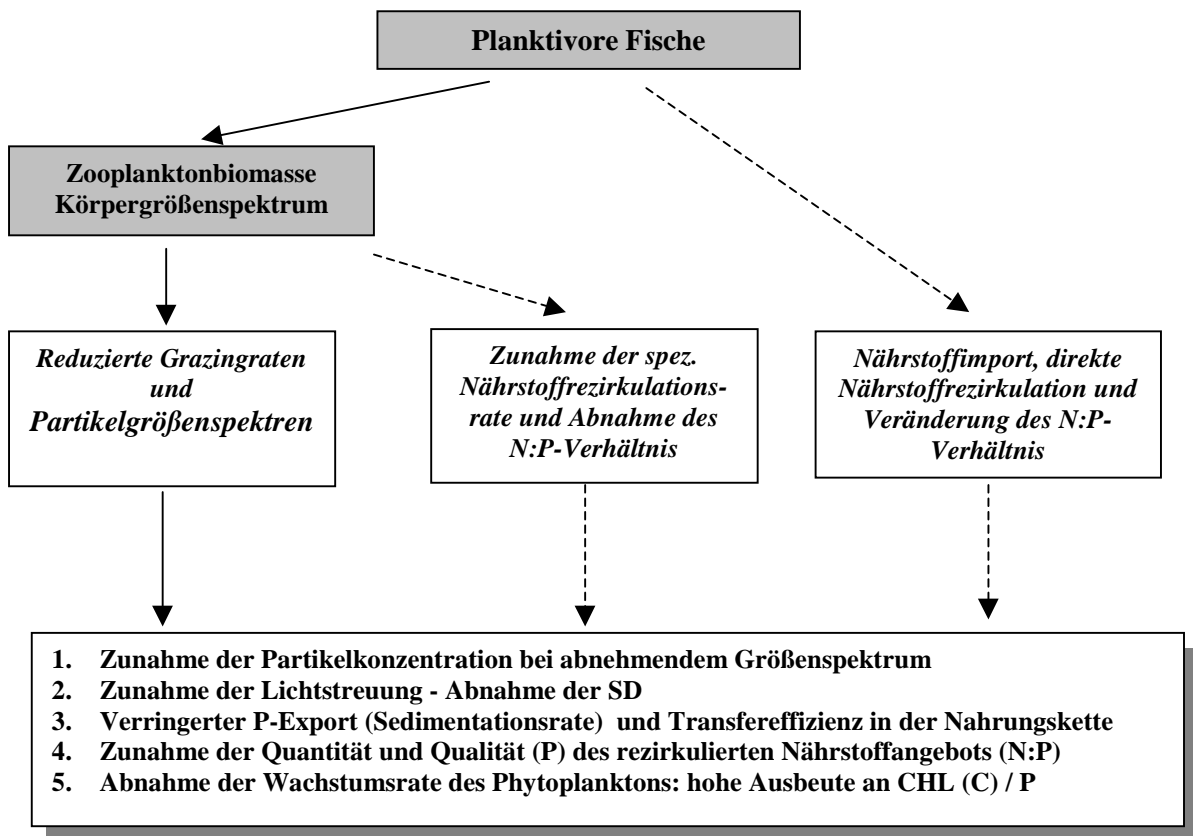 Planktivore Fische
Zooplanktonbiomasse
Körpergrößenspektrum
Reduzierte Grazingraten
und
Partikelgrößenspektren
Zunahme der spez.
Nährstoffrezirkulations-
rate und Abnahme des
N:P-Verhältnis
Nährstoffimport, direkte
Nährstoffrezirkulation und
Veränderung des N:P-
Verhältnis
1. Zunahme der Partikelkonzentration bei abnehmendem Größenspektrum
2. Zunahme der Lichtstreuung - Abnahme der SD
3. Verringerter P-Export (Sedimentationsrate) und Transfereffizienz in der Nahrungskette
4. Zunahme der Quantität und Qualität (P) des rezirkulierten Nährstoffangebots (N:P)
5. Abnahme der Wachstumsrate des Phytoplanktons: hohe Ausbeute an CHL (C) / P